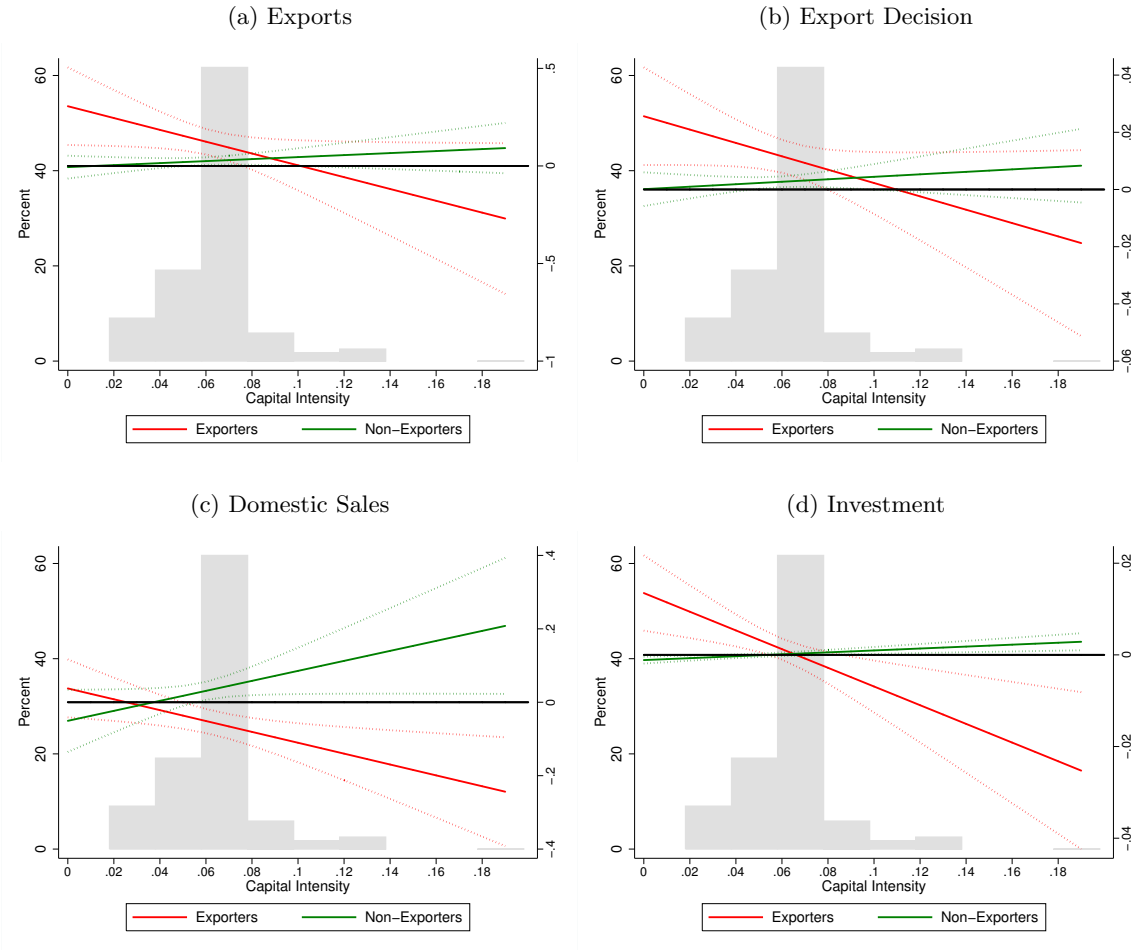 (a) Exports
60
40
20
0
Percent
.5
0
−.5
−1
0 .02 .04 .06 .08 .1 .12 .14 .16 .18
Capital Intensity
Exporters Non−Exporters
(b) Export Decision
60
40
20
0
Percent
.04
.02
0
−.02
−.04
−.06
0 .02 .04 .06 .08 .1 .12 .14 .16 .18
Capital Intensity
Exporters Non−Exporters
(c) Domestic Sales
60
40
20
0
Percent
.4
.2
0
−.2
−.4
0 .02 .04 .06 .08 .1 .12 .14 .16 .18
Capital Intensity
Exporters Non−Exporters
(d) Investment
60
40
20
0
Percent
.02
0
−.02
−.04
0 .02 .04 .06 .08 .1 .12 .14 .16 .18
Capital Intensity
Exporters Non−Exporters